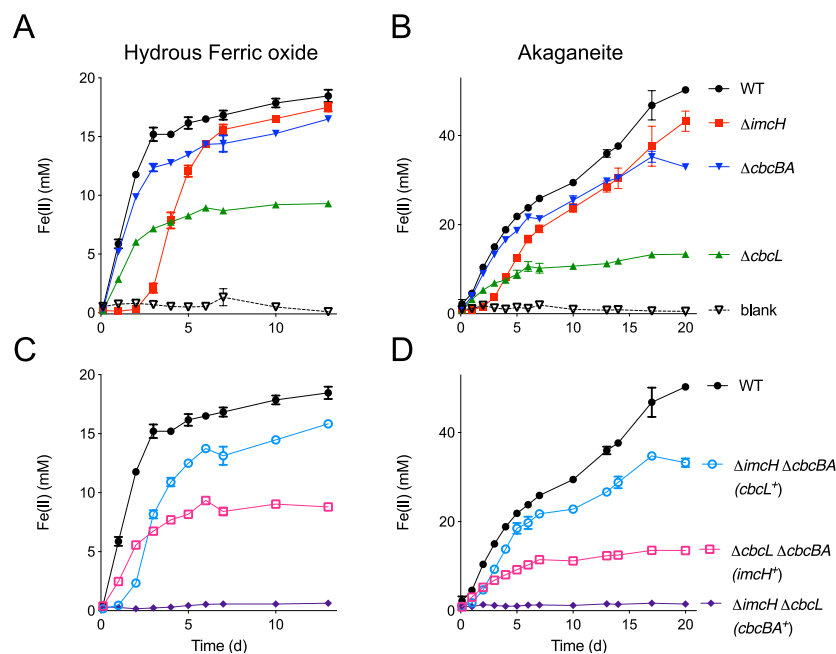 A
Hydrous Ferric oxide
Fe(II) (mM)
20
15
10
5
0
0
5
10
B
Akaganeite
Fe(II) (mM)
40
20
0
0
5
10
15
20
WT
ΔimcH
ΔcbcBA
ΔcbcL
blank
C
Fe(II) (mM)
20
15
10
5
0
0
5
10
Time (d)
D
Fe(II) (mM)
40
20
0
0
5
10
15
20
Time (d)
WT
ΔimcH ΔcbcBA
(cbcL⁺)
ΔcbcL ΔcbcBA
(imcH⁺)
ΔimcH ΔcbcL
(cbcBA⁺)